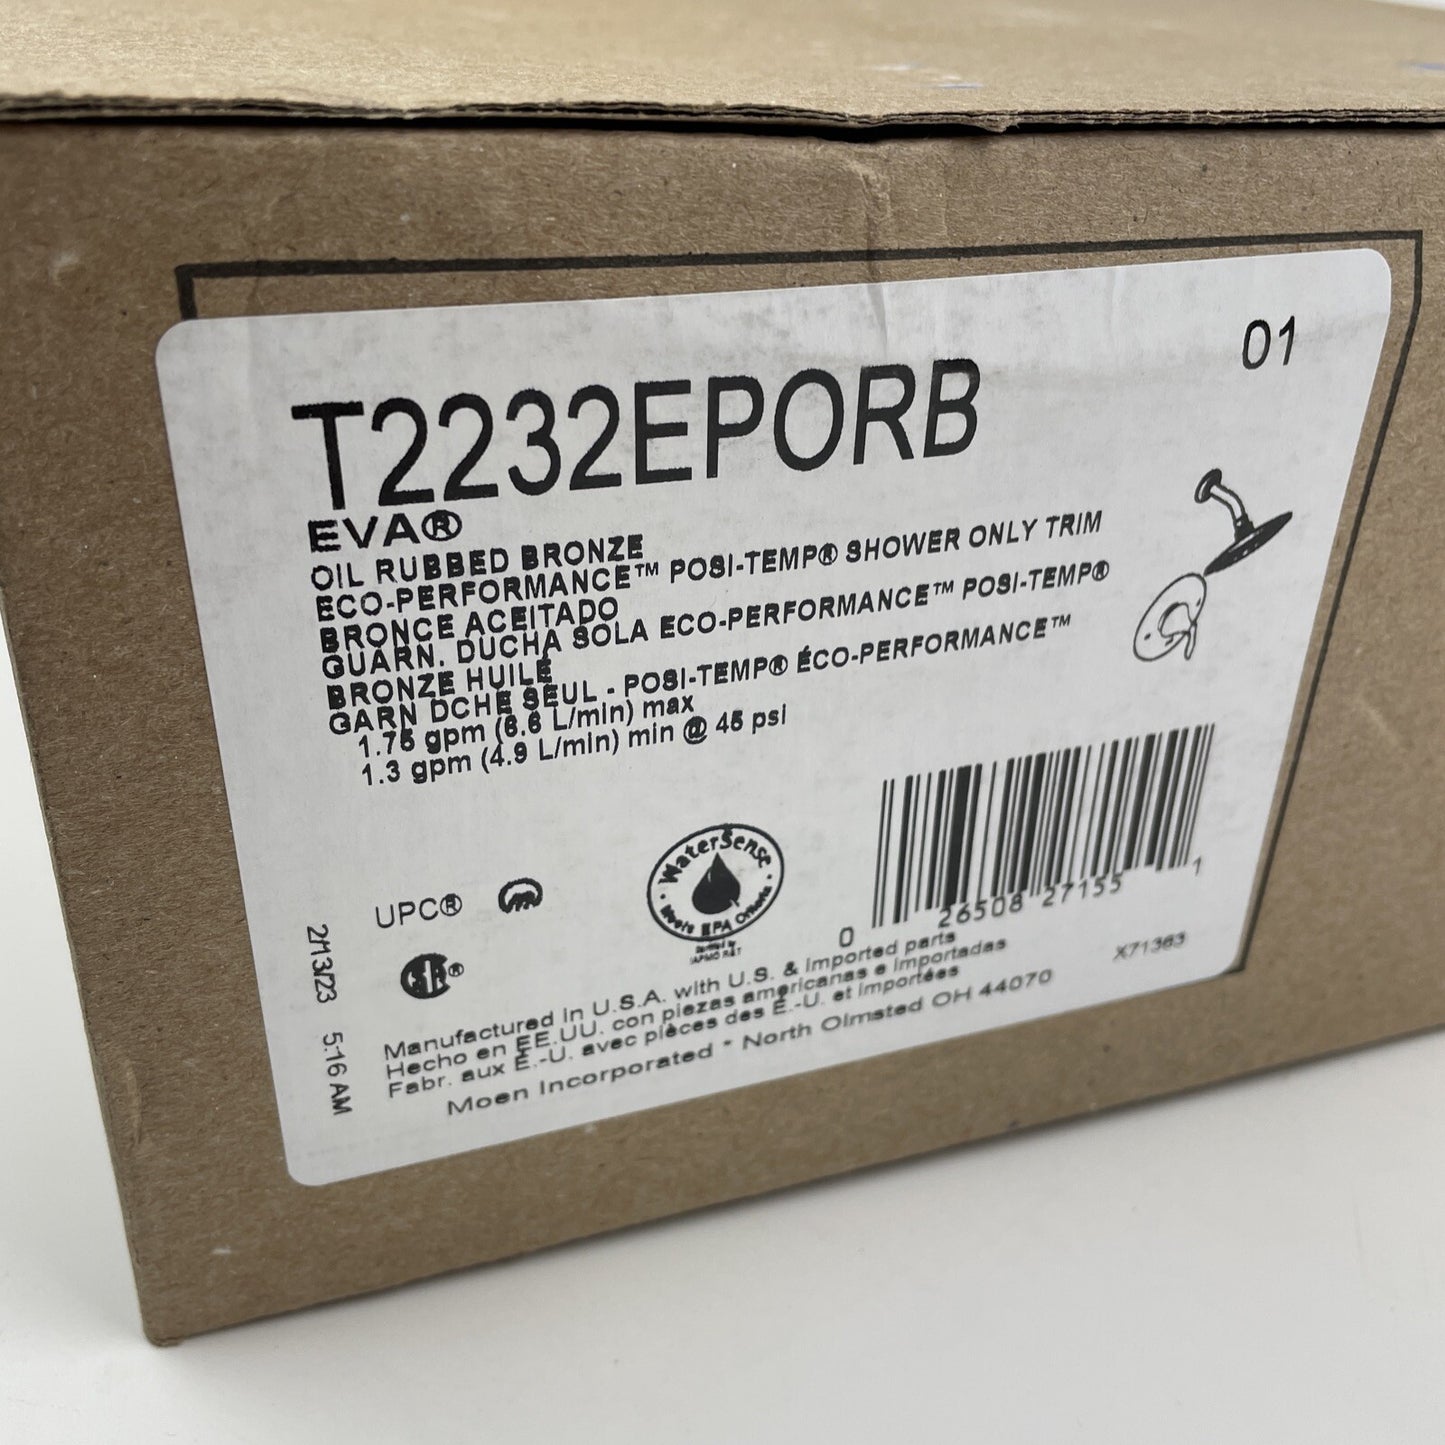 01
T2232EPORB
EVA®
OIL RUBBED BRONZE
ECO-PERFORMANCE™ POSI-TEMP® SHOWER ONLY TRIM
BRONCE ACEITADO
GUARN. DUCHA SOLA ECO-PERFORMANCE™ POSI-TEMP®
BRONZE HUILÉ
GARN DCHE SEUL - POSI-TEMP® ÉCO-PERFORMANCE™
1.75 gpm (6.6 L/min) max
1.3 gpm (4.9 L/min) min @ 45 psi
UPC®
WaterSense
Meets EPA Criteria
Certified by
IAPMO R&T
0 26508 27155 1
X71363
2/13/23 5:16 AM
Manufactured in U.S.A. with U.S. & imported parts
Hecho en EE.UU. con piezas americanas e importadas
Fabr. aux É.-U. avec pièces des É.-U. et importées
Moen Incorporated * North Olmsted OH 44070